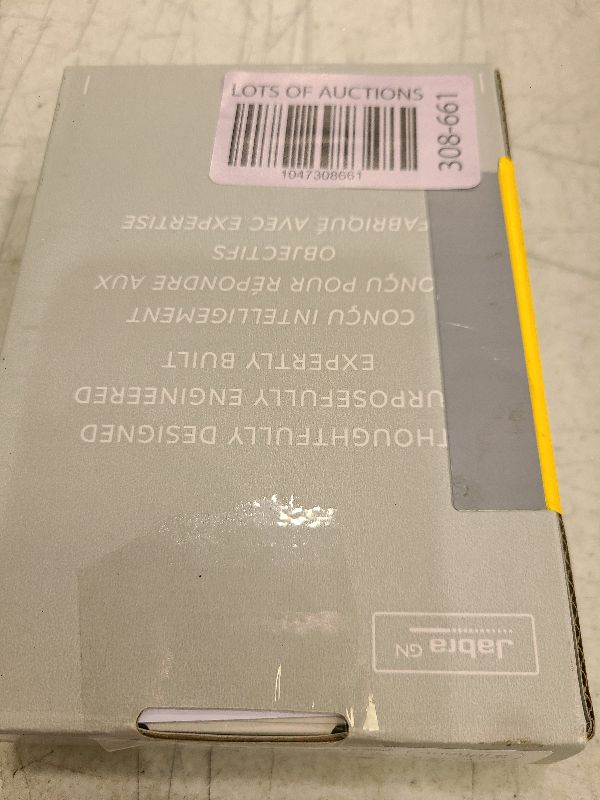 LOTS OF AUCTIONS
1047308661
308-661
THOUGHTFULLY DESIGNED
URPOSEFULLY ENGINEERED
EXPERTLY BUILT
CONÇU INTELLIGEMENT
ONÇU POUR RÉPONDRE AUX
OBJECTIFS
FABRIQUÉ AVEC EXPERTISE
Jabra GN